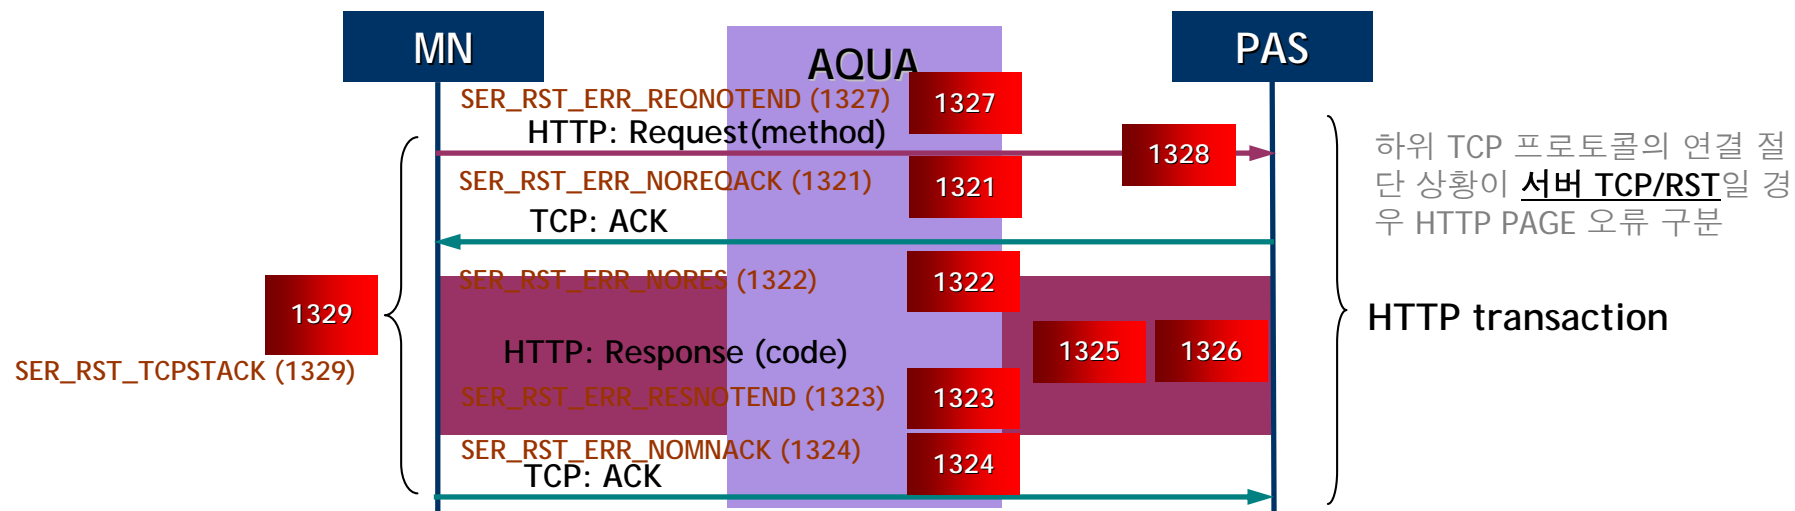 MN
AQUA
PAS
SER_RST_ERR_REQNOTEND (1327)
1327
HTTP: Request(method)
1328
SER_RST_ERR_NOREQACK (1321)
1321
TCP: ACK
하위 TCP 프로토콜의 연결 절
단 상황이 서버 TCP/RST일 경
우 HTTP PAGE 오류 구분
SER_RST_ERR_NORES (1322)
1322
1329
SER_RST_TCPSTACK (1329)
HTTP: Response (code)
1325
1326
HTTP transaction
SER_RST_ERR_RESNOTEND (1323)
1323
SER_RST_ERR_NOMNACK (1324)
1324
TCP: ACK